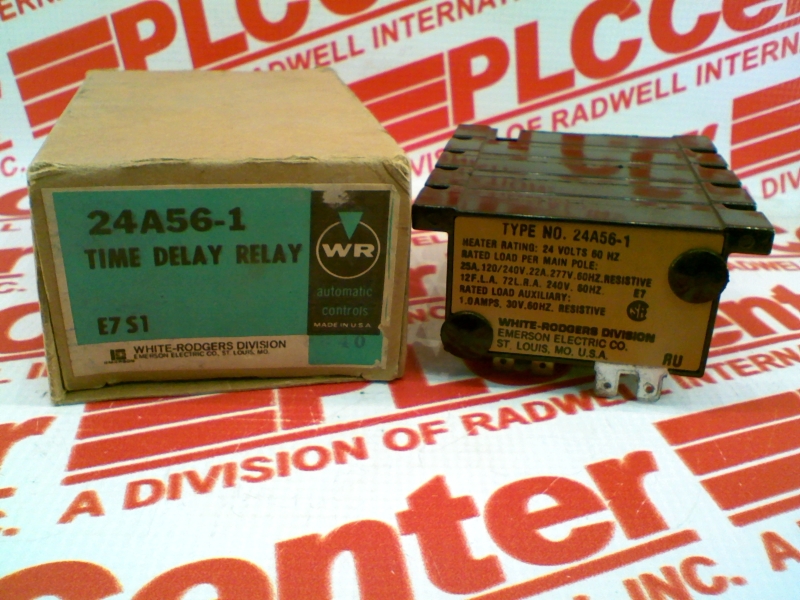 PLCCenter
A DIVISION OF RADWELL INTERNATIONAL
24A56-1
TIME DELAY RELAY
WR
automatic
controls
MADE IN U.S.A.
E7 S1
40
WHITE-RODGERS DIVISION
EMERSON ELECTRIC CO. ST. LOUIS, MO.
TYPE NO. 24A56-1
HEATER RATING: 24 VOLTS 60 HZ
RATED LOAD PER MAIN POLE:
25A,120/240V.22A.277V.60HZ.RESISTIVE
12F.L.A. 72L.R.A. 240V. 60HZ.
RATED LOAD AUXILIARY: E7
1.0AMPS. 30V.60HZ. RESISTIVE
WHITE-RODGERS DIVISION
EMERSON ELECTRIC CO.
ST. LOUIS, MO. U.S.A.
A DIVISION OF RADWELL INTERNATIONAL
Center
INC.